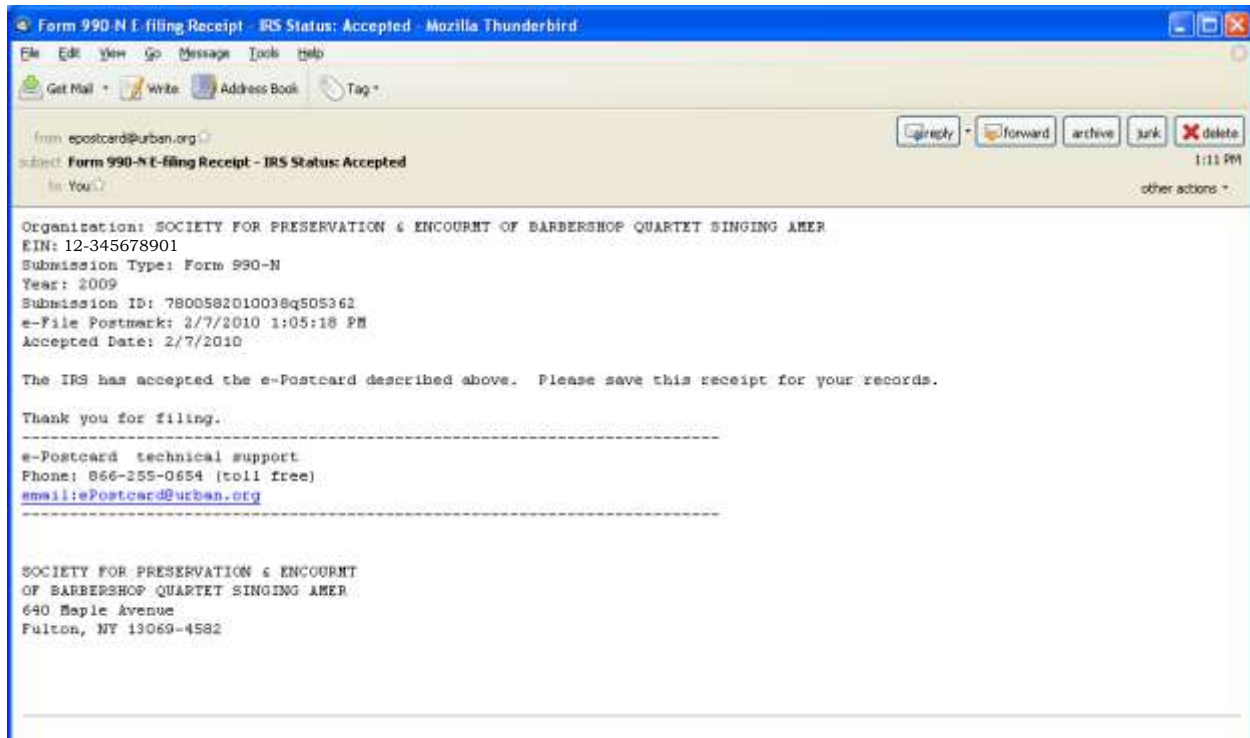 Form 990-N E-filing Receipt - IRS Status: Accepted - Mozilla Thunderbird
File Edit View Go Message Tools Help
Get Mail Write Address Book Tag
from epostcard@urban.org
reply forward archive junk delete
subject Form 990-N E-filing Receipt - IRS Status: Accepted
1:11 PM
to You
other actions
Organization: SOCIETY FOR PRESERVATION & ENCOURMT OF BARBERSHOP QUARTET SINGING AMER
EIN: 12-345678901
Submission Type: Form 990-N
Year: 2009
Submission ID: 7800582010038q505362
e-File Postmark: 2/7/2010 1:05:18 PM
Accepted Date: 2/7/2010
The IRS has accepted the e-Postcard described above. Please save this receipt for your records.
Thank you for filing.
---------------------------------------------------------------------------
e-Postcard technical support
Phone: 866-255-0654 (toll free)
email:ePostcard@urban.org
---------------------------------------------------------------------------
SOCIETY FOR PRESERVATION & ENCOURMT
OF BARBERSHOP QUARTET SINGING AMER
640 Maple Avenue
Fulton, NY 13069-4582